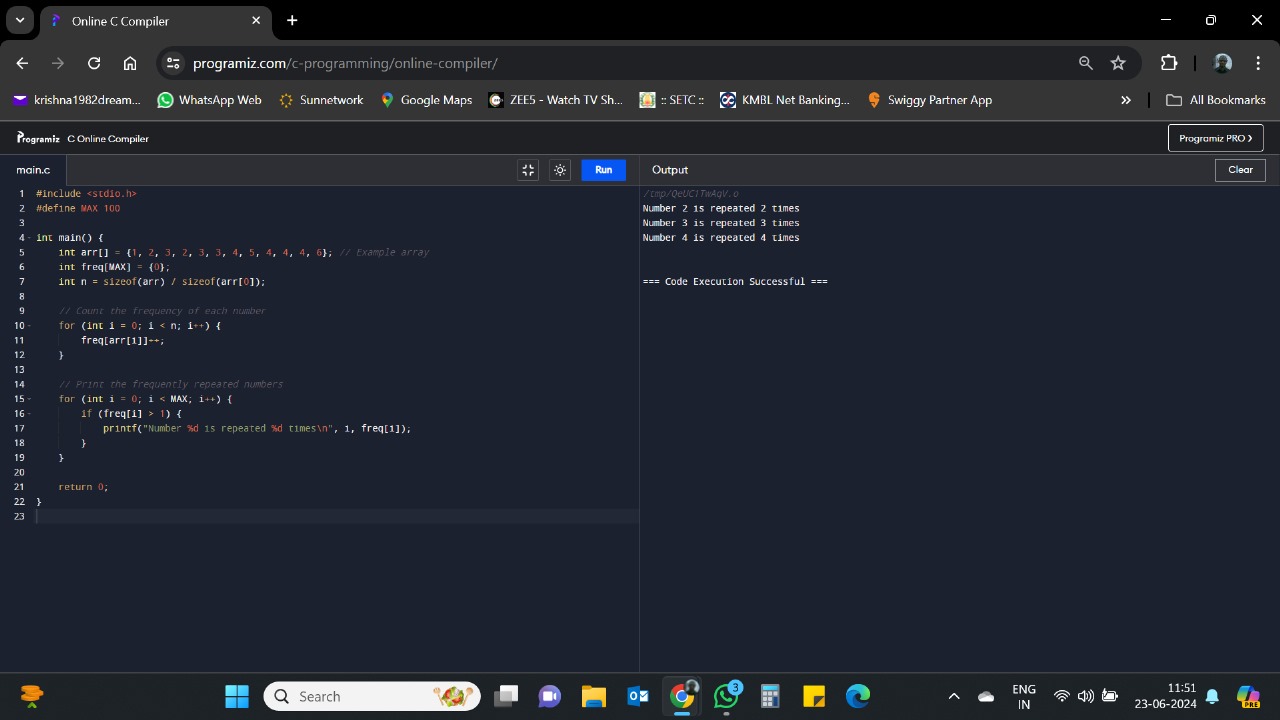 Online C Compiler
programiz.com/c-programming/online-compiler/
krishna1982dream... WhatsApp Web Sunnetwork Google Maps ZEE5 - Watch TV Sh... :: SETC :: KMBL Net Banking... Swiggy Partner App » All Bookmarks
Programiz C Online Compiler Programiz PRO >
main.c Run Output Clear
1 #include <stdio.h>
2 #define MAX 100
3
4 int main() {
5 int arr[] = {1, 2, 3, 2, 3, 3, 4, 5, 4, 4, 4, 6}; // Example array
6 int freq[MAX] = {0};
7 int n = sizeof(arr) / sizeof(arr[0]);
8
9 // Count the frequency of each number
10 for (int i = 0; i < n; i++) {
11 freq[arr[i]]++;
12 }
13
14 // Print the frequently repeated numbers
15 for (int i = 0; i < MAX; i++) {
16 if (freq[i] > 1) {
17 printf("Number %d is repeated %d times\n", i, freq[i]);
18 }
19 }
20
21 return 0;
22 }
23
/tmp/QeUC1TwAqV.o
Number 2 is repeated 2 times
Number 3 is repeated 3 times
Number 4 is repeated 4 times
=== Code Execution Successful ===
Search 3 ENG IN 11:51 23-06-2024 PRE